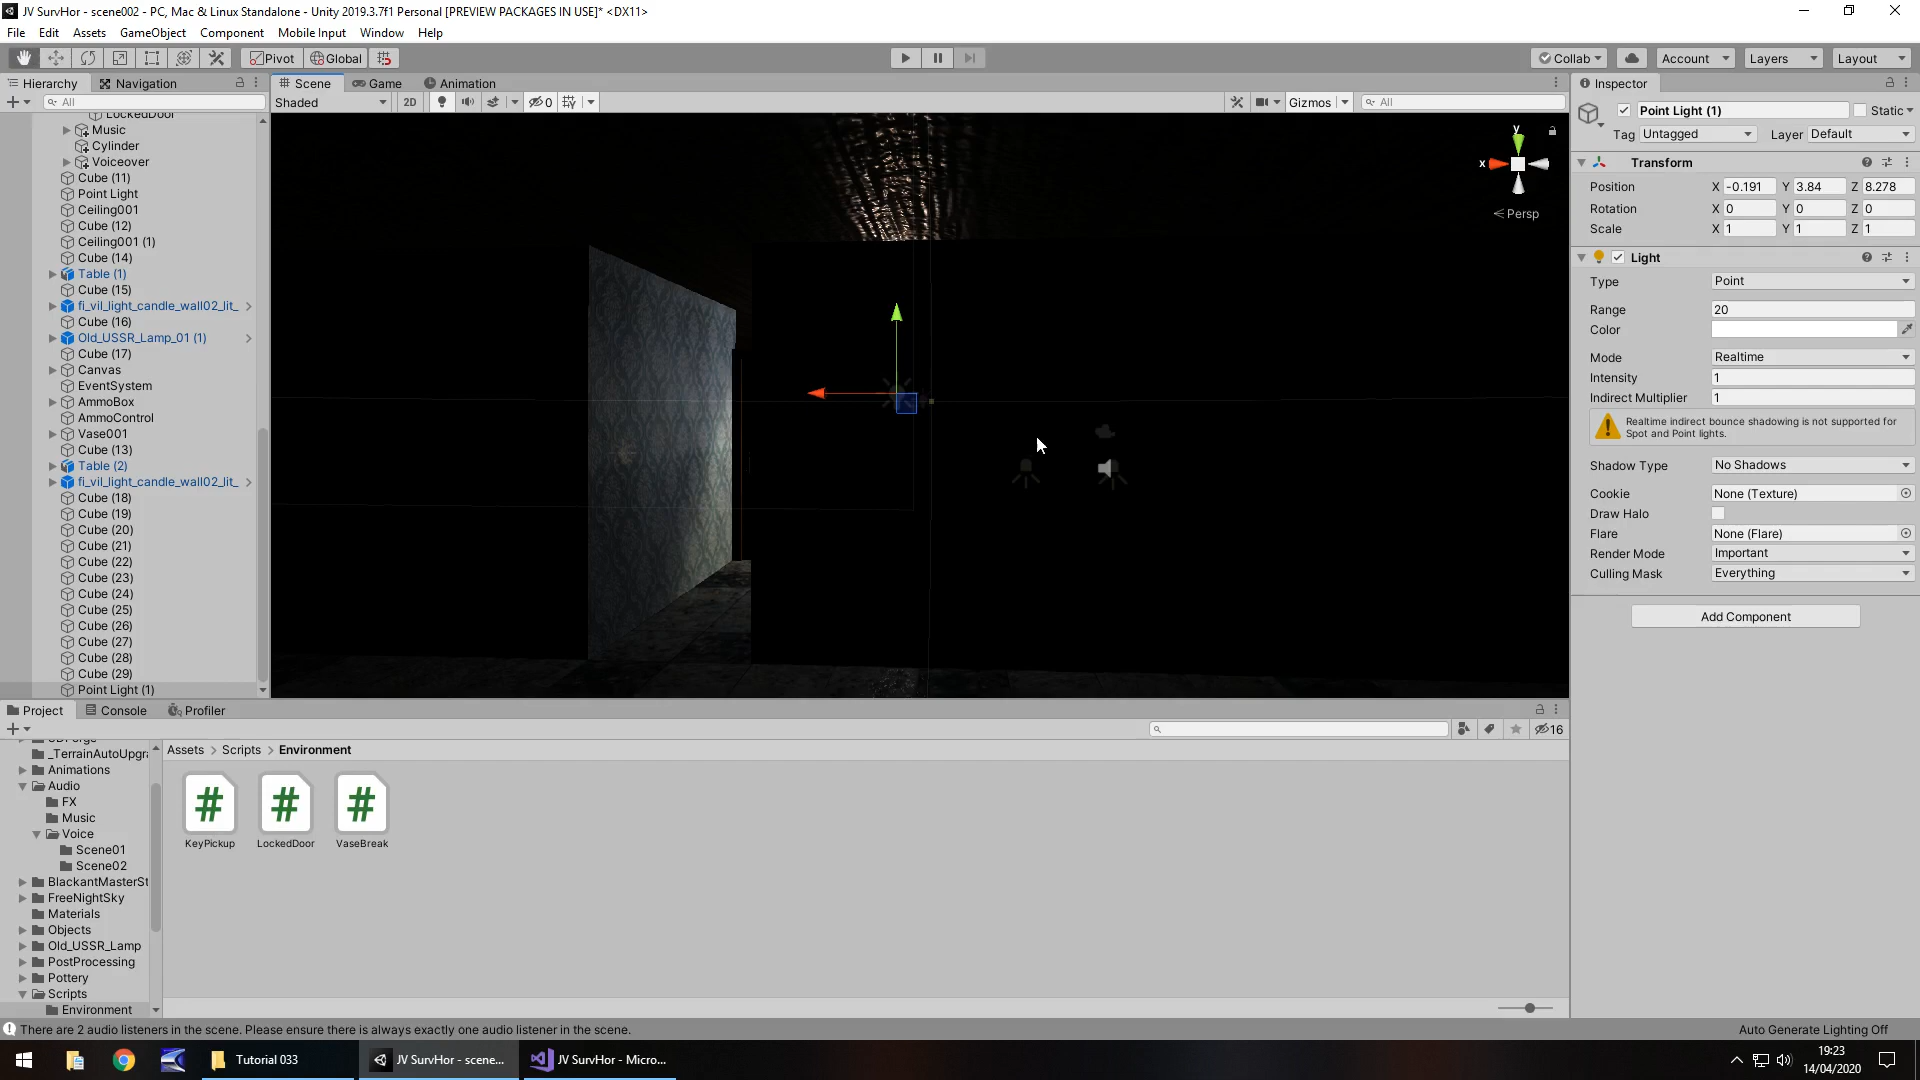 JV SurvHor - scene002 - PC, Mac & Linux Standalone - Unity 2019.3.7f1 Personal [PREVIEW PACKAGES IN USE]* <DX11>
File Edit Assets GameObject Component Mobile Input Window Help
Pivot Global Collab Account Layers Layout
Hierarchy Navigation
All
LockedDoor
Music
Cylinder
Voiceover
Cube (11)
Point Light
Ceiling001
Cube (12)
Ceiling001 (1)
Cube (14)
Table (1)
Cube (15)
fi_vil_light_candle_wall02_lit_
Cube (16)
Old_USSR_Lamp_01 (1)
Cube (17)
Canvas
EventSystem
AmmoBox
AmmoControl
Vase001
Cube (13)
Table (2)
fi_vil_light_candle_wall02_lit_
Cube (18)
Cube (19)
Cube (20)
Cube (21)
Cube (22)
Cube (23)
Cube (24)
Cube (25)
Cube (26)
Cube (27)
Cube (28)
Cube (29)
Point Light (1)
Scene Game Animation
Shaded 2D 0 Gizmos All
y
x
< Persp
Inspector
Point Light (1) Static
Tag Untagged Layer Default
Transform
Position X -0.191 Y 3.84 Z 8.278
Rotation X 0 Y 0 Z 0
Scale X 1 Y 1 Z 1
Light
Type Point
Range 20
Color
Mode Realtime
Intensity 1
Indirect Multiplier 1
Realtime indirect bounce shadowing is not supported for
Spot and Point lights.
Shadow Type No Shadows
Cookie None (Texture)
Draw Halo
Flare None (Flare)
Render Mode Important
Culling Mask Everything
Add Component
Project Console Profiler
16
_TerrainAutoUpgra
Animations
Audio
FX
Music
Voice
Scene01
Scene02
BlackantMasterSt
FreeNightSky
Materials
Objects
Old_USSR_Lamp
PostProcessing
Pottery
Scripts
Environment
Assets > Scripts > Environment
KeyPickup LockedDoor VaseBreak
There are 2 audio listeners in the scene. Please ensure there is always exactly one audio listener in the scene.
Auto Generate Lighting Off
Tutorial 033
JV SurvHor - scene...
JV SurvHor - Micro...
19:23
14/04/2020